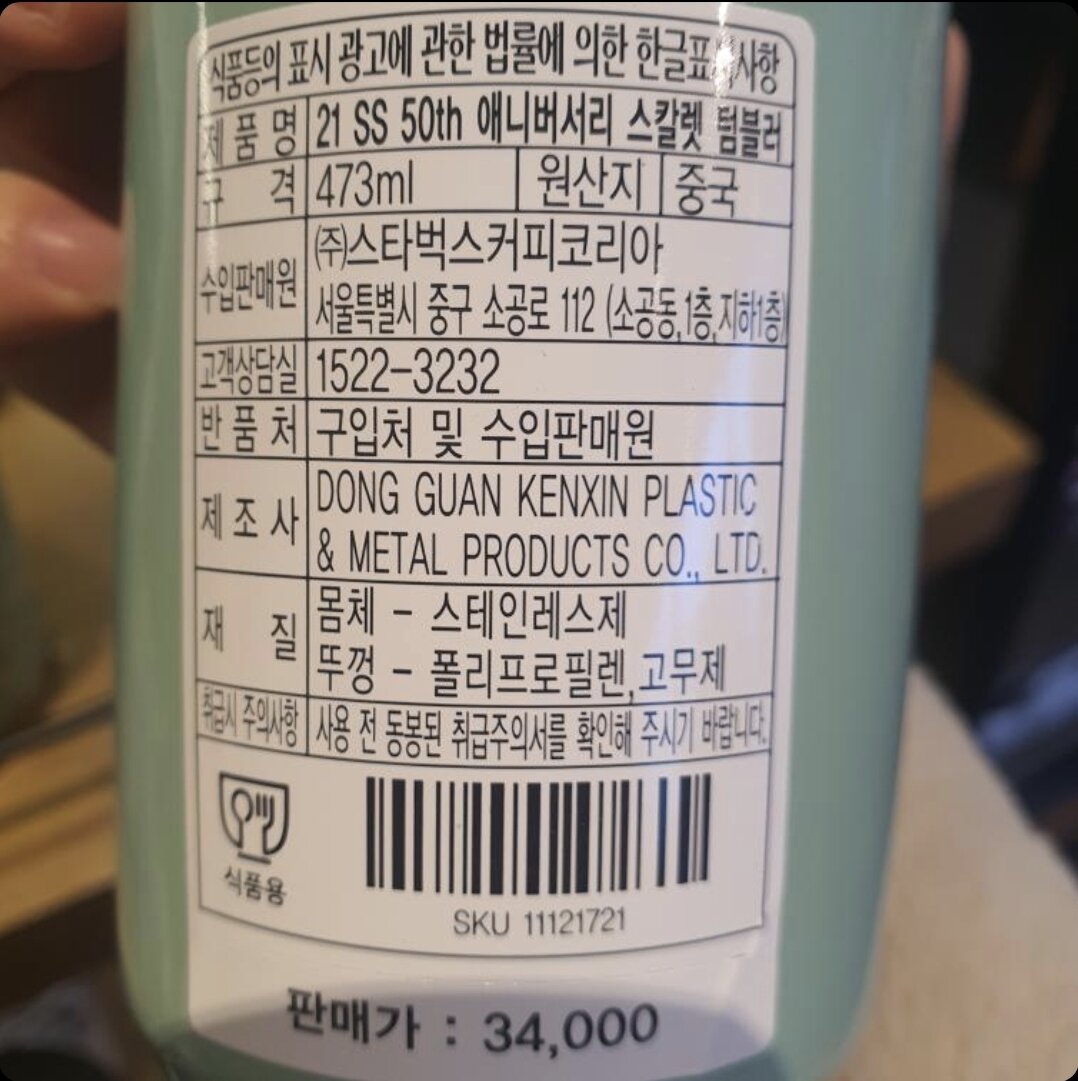 식품등의 표시 광고에 관한 법률에 의한 한글표시사항
제품명 21 SS 50th 애니버서리 스칼렛 텀블러
규격 473ml 원산지 중국
수입판매원 (주)스타벅스커피코리아
서울특별시 중구 소공로 112 (소공동,1층,지하1층)
고객상담실 1522-3232
반품처 구입처 및 수입판매원
제조사 DONG GUAN KENXIN PLASTIC
& METAL PRODUCTS CO., LTD.
재질 몸체 - 스테인레스제
뚜껑 - 폴리프로필렌,고무제
취급시 주의사항 사용 전 동봉된 취급주의서를 확인해 주시기 바랍니다.
식품용
SKU 11121721
판매가 : 34,000